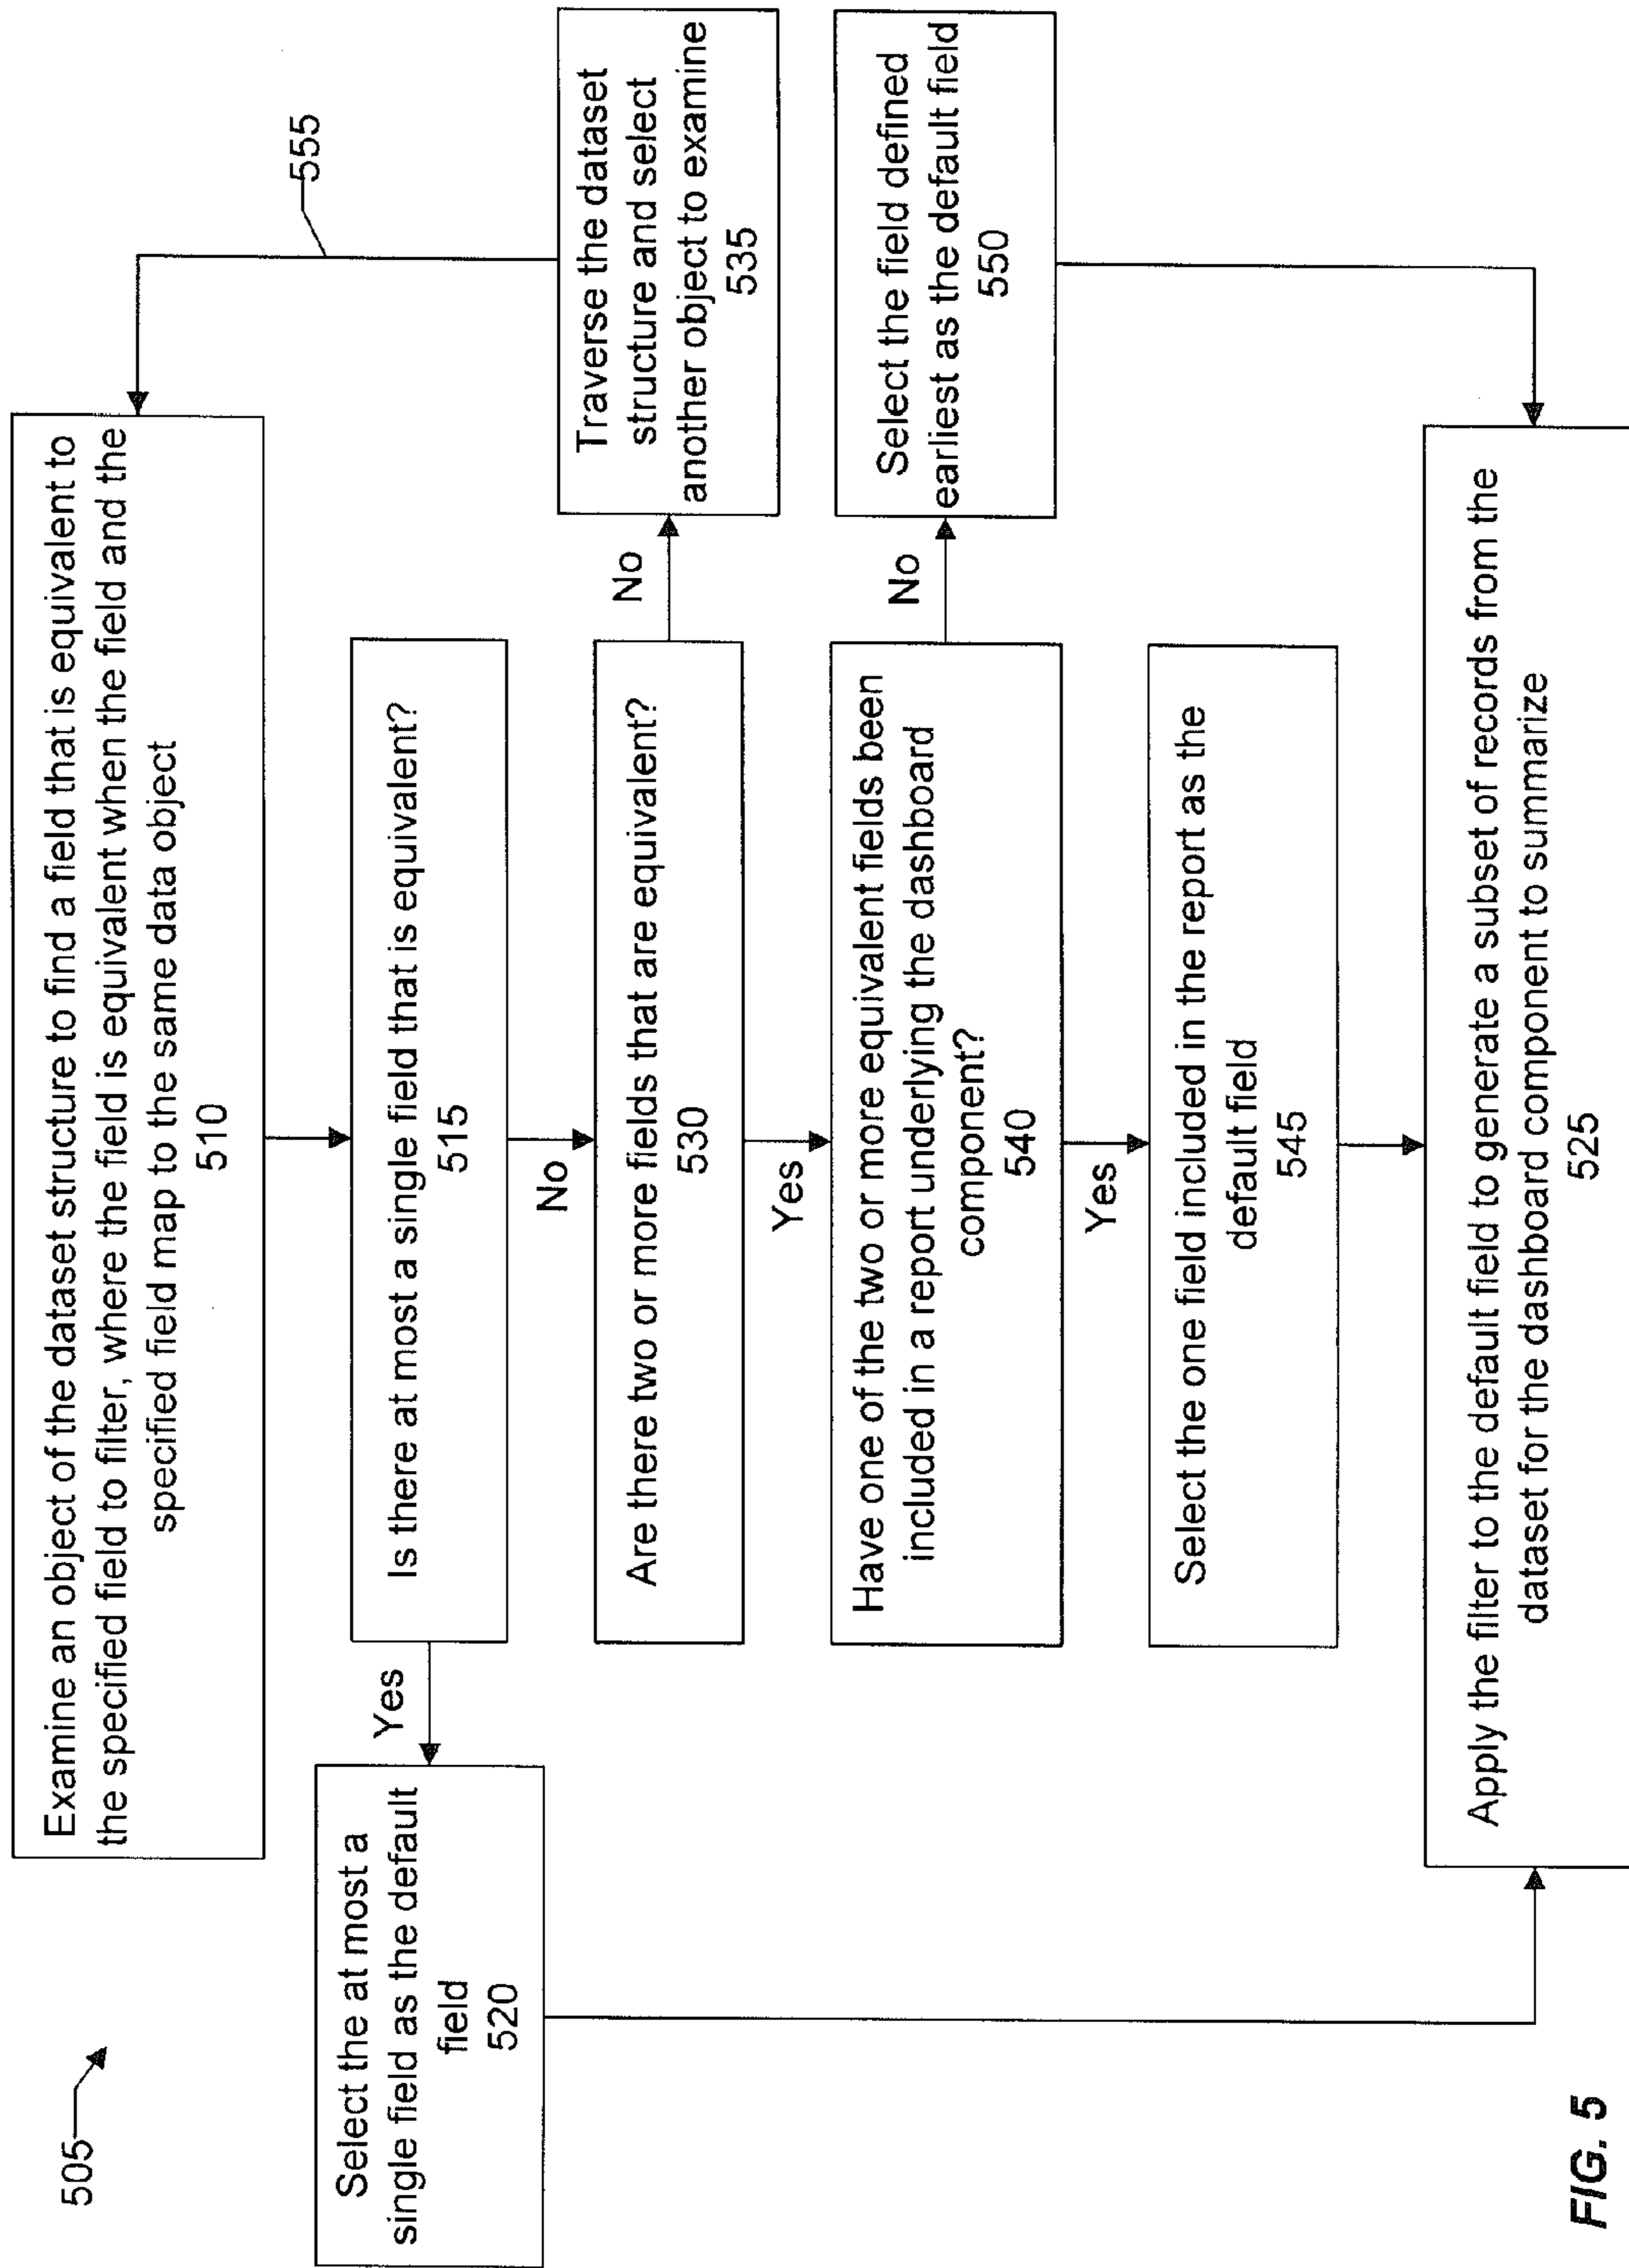 505
Examine an object of the dataset structure to find a field that is equivalent to
the specified field to filter, where the field is equivalent when the field and the
specified field map to the same data object
510
555
Is there at most a single field that is equivalent?
515
Yes
No
Select the at most a
single field as the default
field
520
Are there two or more fields that are equivalent?
530
No
Yes
Traverse the dataset
structure and select
another object to examine
535
Have one of the two or more equivalent fields been
included in a report underlying the dashboard
component?
540
No
Yes
Select the field defined
earliest as the default field
550
Select the one field included in the report as the
default field
545
Apply the filter to the default field to generate a subset of records from the
dataset for the dashboard component to summarize
525
FIG. 5